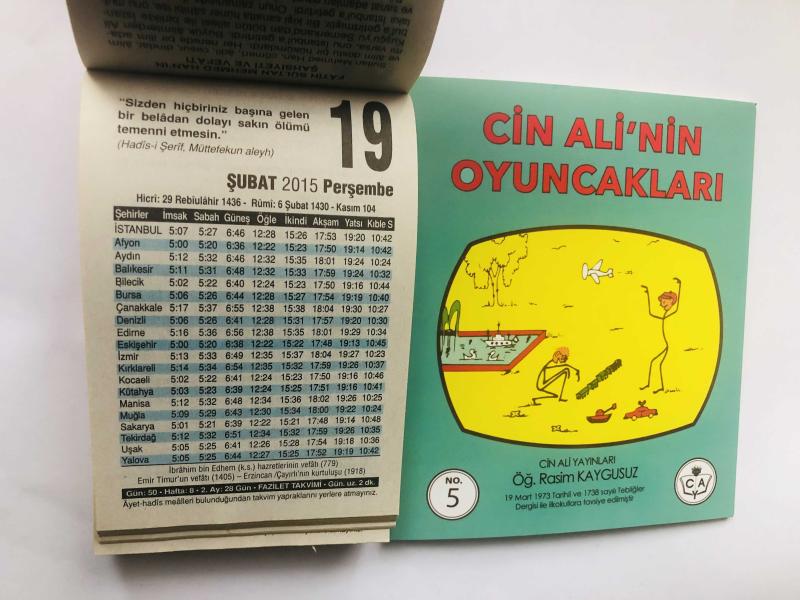 FATİH SULTAN MEHMED HAN'IN
ŞAHSİYETİ VE VEFATI
"Sizden hiçbiriniz başına gelen
bir belâdan dolayı sakın ölümü
temenni etmesin."
(Hadîs-i Şerîf, Müttefekun aleyh)
19
ŞUBAT 2015 Perşembe
Hicrî: 29 Rebiulâhir 1436 - Rûmi: 6 Şubat 1430 - Kasım 104
Şehirler İmsak Sabah Güneş Öğle İkindi Akşam Yatsı Kıble S
İSTANBUL 5:07 5:27 6:46 12:28 15:26 17:53 19:20 10:42
Afyon 5:00 5:20 6:36 12:22 15:23 17:50 19:14 10:42
Aydın 5:12 5:32 6:46 12:32 15:35 18:01 19:24 10:24
Balıkesir 5:11 5:31 6:48 12:32 15:33 17:59 19:24 10:32
Bilecik 5:02 5:22 6:40 12:24 15:23 17:50 19:16 10:44
Bursa 5:06 5:26 6:44 12:28 15:27 17:54 19:19 10:40
Çanakkale 5:17 5:37 6:55 12:38 15:38 18:04 19:30 10:27
Denizli 5:06 5:26 6:41 12:28 15:31 17:57 19:20 10:30
Edirne 5:16 5:36 6:56 12:38 15:35 18:01 19:29 10:34
Eskişehir 5:00 5:20 6:38 12:22 15:22 17:48 19:13 10:45
İzmir 5:13 5:33 6:49 12:35 15:37 18:04 19:27 10:23
Kırklareli 5:14 5:34 6:54 12:35 15:32 17:59 19:26 10:37
Kocaeli 5:02 5:22 6:41 12:24 15:23 17:50 19:16 10:46
Kütahya 5:03 5:23 6:39 12:24 15:25 17:51 19:16 10:41
Manisa 5:12 5:32 6:48 12:34 15:36 18:02 19:26 10:25
Muğla 5:09 5:29 6:43 12:30 15:34 18:00 19:22 10:24
Sakarya 5:01 5:21 6:39 12:22 15:21 17:48 19:14 10:48
Tekirdağ 5:12 5:32 6:51 12:34 15:32 17:59 19:26 10:35
Uşak 5:05 5:25 6:41 12:26 15:28 17:54 19:18 10:36
Yalova 5:05 5:25 6:44 12:27 15:25 17:52 19:19 10:42
İbrâhim bin Edhem (k.s.) hazretlerinin vefâtı (779)
Emir Timur'un vefâtı (1405) – Erzincan /Çayırlı'nın kurtuluşu (1918)
Gün: 50 - Hafta: 8 - 2. Ay: 28 Gün - FAZİLET TAKVİMİ - Gün. uz. 2 dk.
Âyet-hadîs meâlleri bulunduğundan takvim yapraklarını yerlere atmayınız.
CİN ALİ'NİN
OYUNCAKLARI
CİN ALİ YAYINLARI
Öğ. Rasim KAYGUSUZ
19 Mart 1973 Tarihli ve 1738 sayılı Tebliğler
Dergisi ile ilkokullara tavsiye edilmiştir
NO.
5
C A
Y